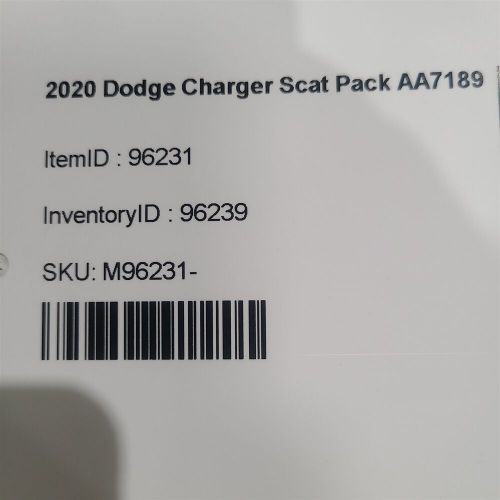 2020 Dodge Charger Scat Pack AA7189
ItemID : 96231
InventoryID : 96239
SKU: M96231-